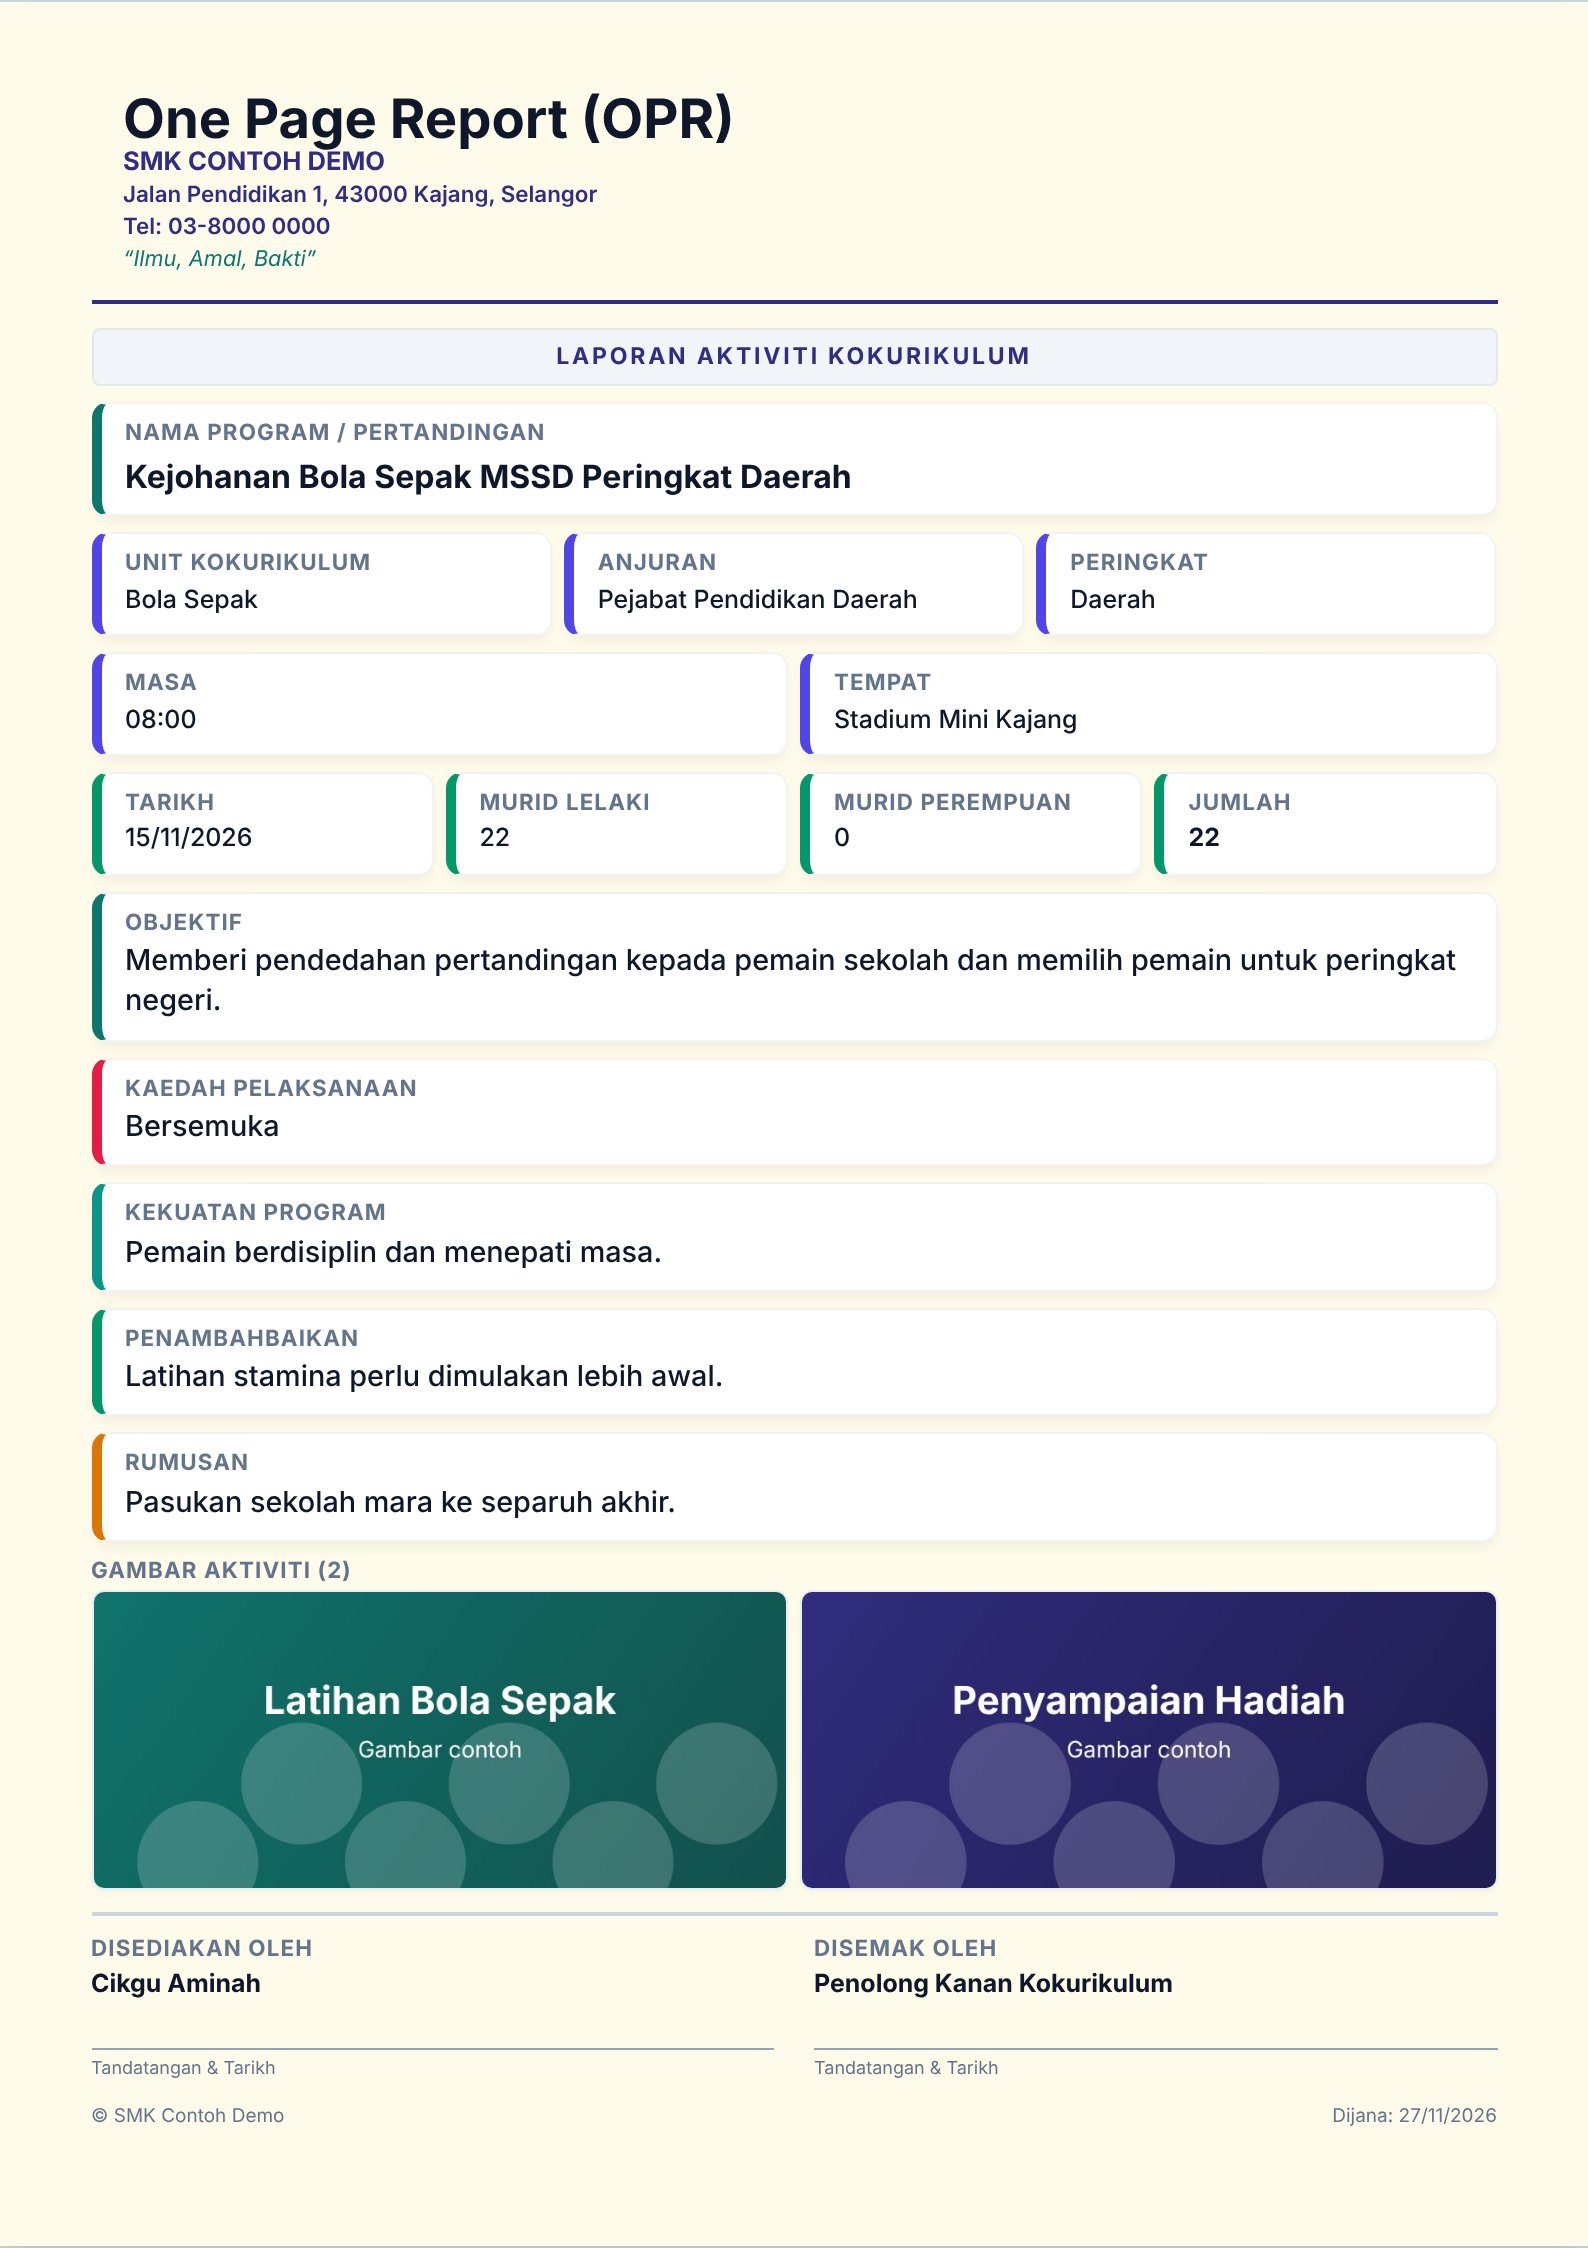 One Page Report (OPR)
SMK CONTOH DEMO
Jalan Pendidikan 1, 43000 Kajang, Selangor
Tel: 03-8000 0000
“Ilmu, Amal, Bakti”
LAPORAN AKTIVITI KOKURIKULUM
NAMA PROGRAM / PERTANDINGAN
Kejohanan Bola Sepak MSSD Peringkat Daerah
UNIT KOKURIKULUM
Bola Sepak
ANJURAN
Pejabat Pendidikan Daerah
PERINGKAT
Daerah
MASA
08:00
TEMPAT
Stadium Mini Kajang
TARIKH
15/11/2026
MURID LELAKI
22
MURID PEREMPUAN
0
JUMLAH
22
OBJEKTIF
Memberi pendedahan pertandingan kepada pemain sekolah dan memilih pemain untuk peringkat
negeri.
KAEDAH PELAKSANAAN
Bersemuka
KEKUATAN PROGRAM
Pemain berdisiplin dan menepati masa.
PENAMBAHBAIKAN
Latihan stamina perlu dimulakan lebih awal.
RUMUSAN
Pasukan sekolah mara ke separuh akhir.
GAMBAR AKTIVITI (2)
Latihan Bola Sepak
Gambar contoh
Penyampaian Hadiah
Gambar contoh
DISEDIAKAN OLEH
Cikgu Aminah
Tandatangan & Tarikh
DISEMAK OLEH
Penolong Kanan Kokurikulum
Tandatangan & Tarikh
© SMK Contoh Demo
Dijana: 27/11/2026